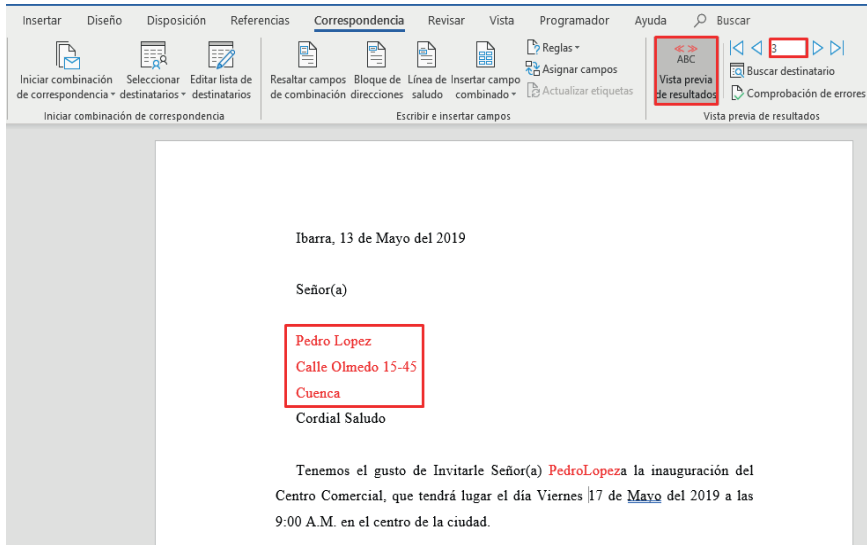 Insertar Diseño Disposición Referencias Correspondencia Revisar Vista Programador Ayuda Buscar
Iniciar combinación de correspondencia
Seleccionar destinatarios
Editar lista de destinatarios
Iniciar combinación de correspondencia
Resaltar campos de combinación
Bloque de direcciones
Línea de saludo
Insertar campo combinado
Reglas
Asignar campos
Actualizar etiquetas
Escribir e insertar campos
ABC
Vista previa de resultados
3
Buscar destinatario
Comprobación de errores
Vista previa de resultados
Ibarra, 13 de Mayo del 2019
Señor(a)
Pedro Lopez
Calle Olmedo 15-45
Cuenca
Cordial Saludo
Tenemos el gusto de Invitarle Señor(a) PedroLopeza la inauguración del
Centro Comercial, que tendrá lugar el día Viernes 17 de Mayo del 2019 a las
9:00 A.M. en el centro de la ciudad.